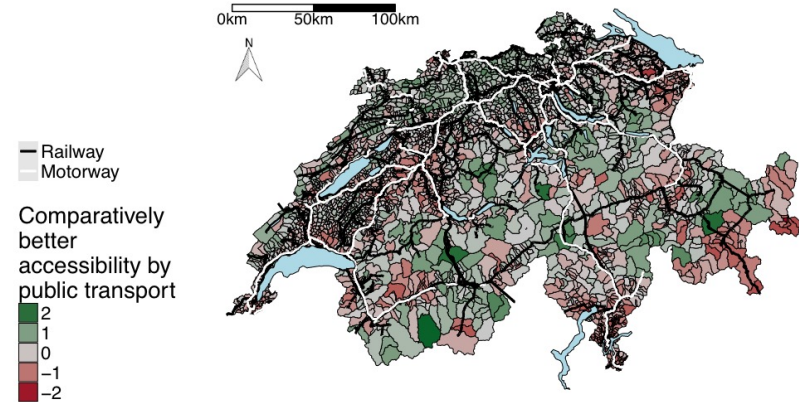 0km 50km 100km
N
Railway
Motorway
Comparatively
better
accessibility by
public transport
2
1
0
−1
−2